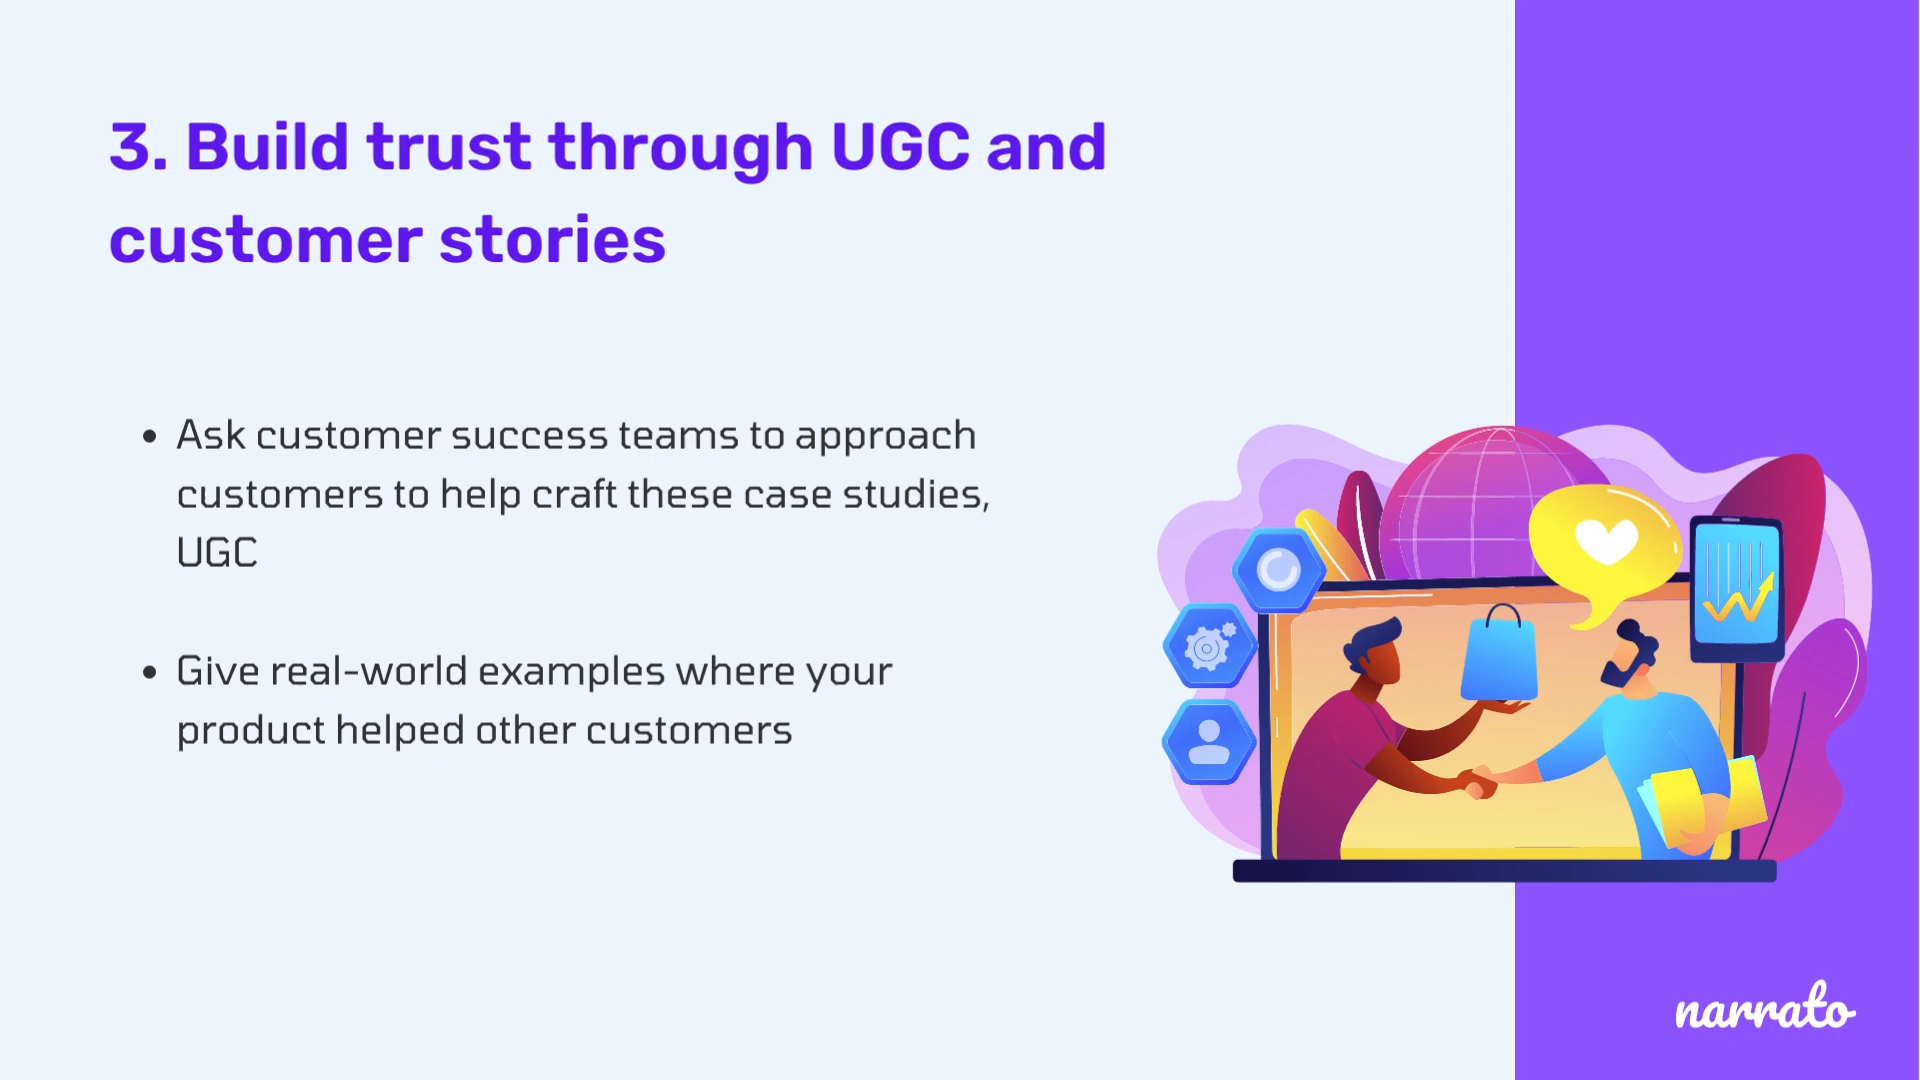 3. Build trust through UGC and
customer stories
• Ask customer success teams to approach
customers to help craft these case studies,
UGC
• Give real-world examples where your
product helped other customers
narrato